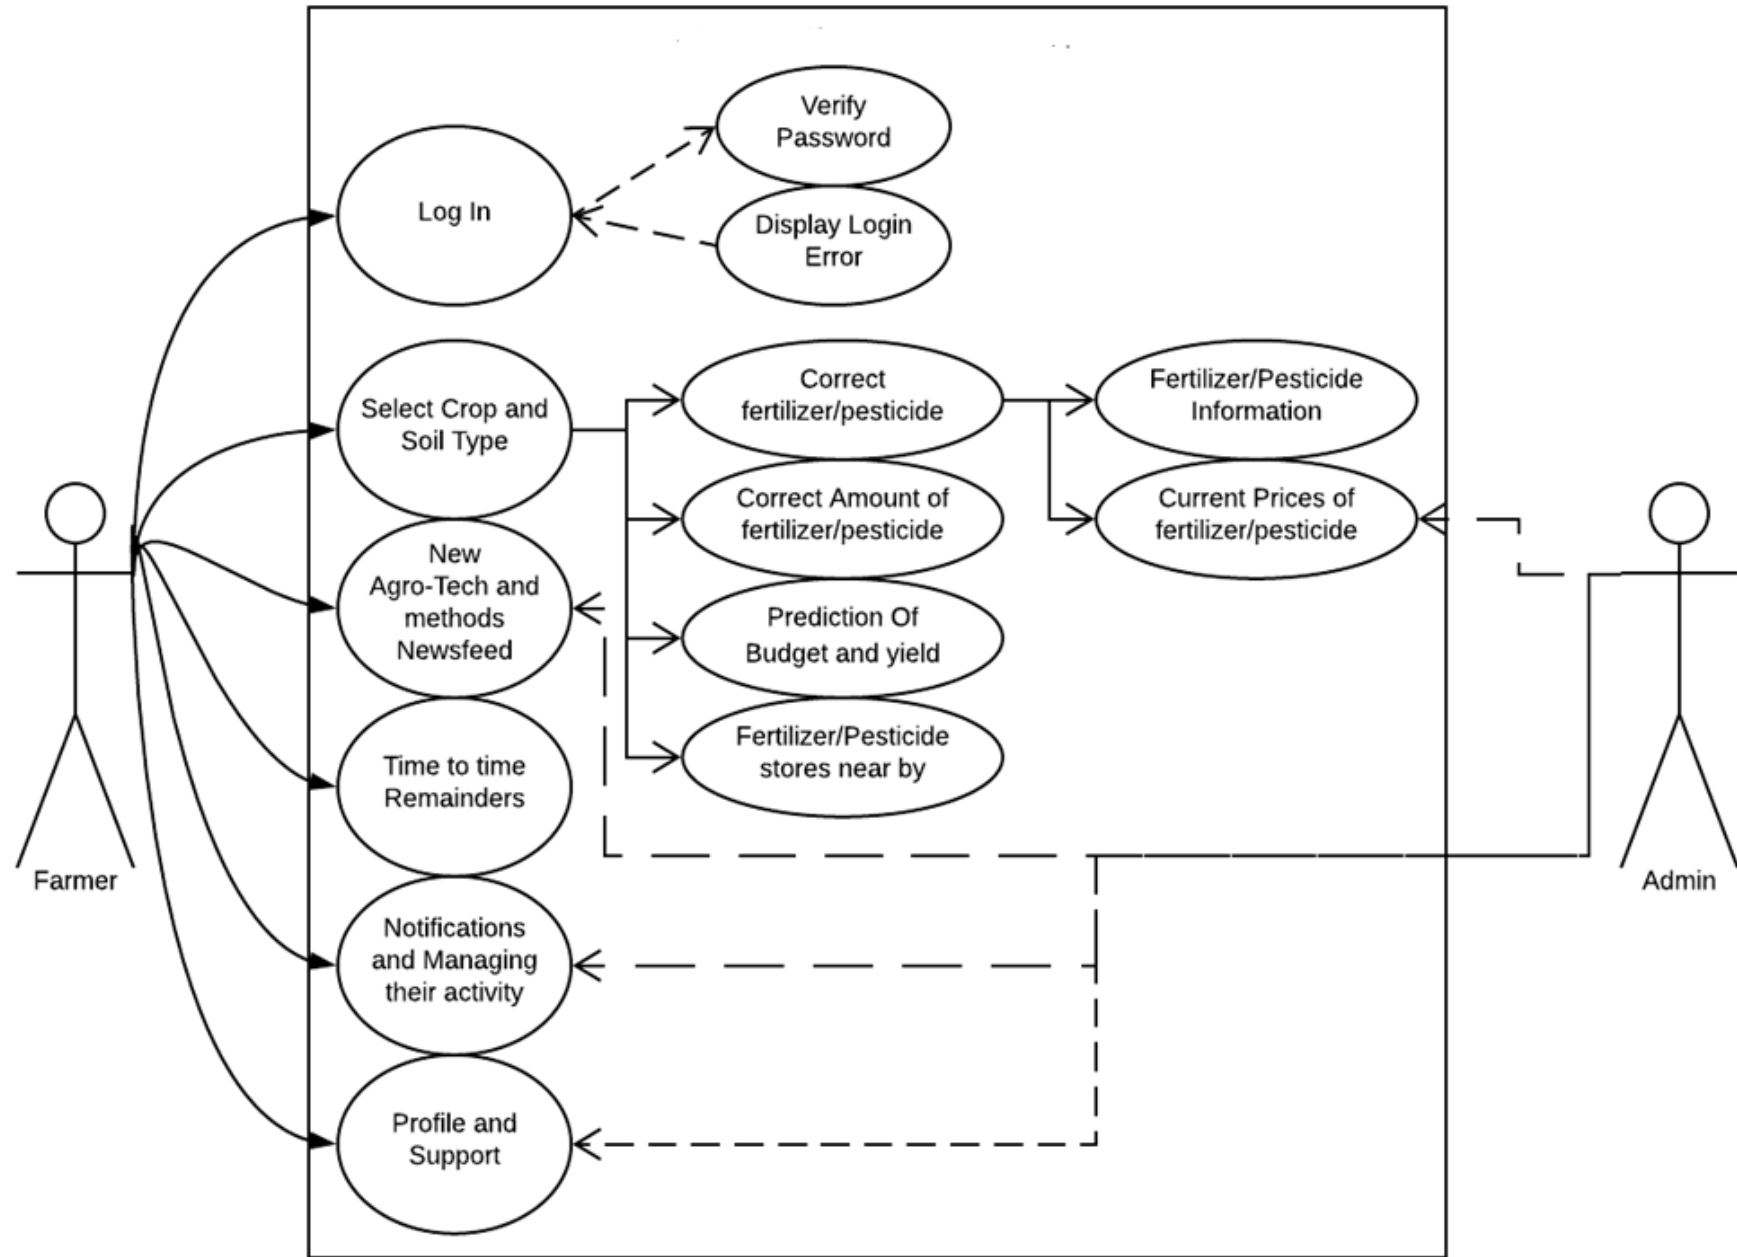 Verify
Password
Log In
Display Login
Error
Select Crop and
Soil Type
Correct
fertilizer/pesticide
Fertilizer/Pesticide
Information
Correct Amount of
fertilizer/pesticide
Current Prices of
fertilizer/pesticide
New
Agro-Tech and
methods
Newsfeed
Prediction Of
Budget and yield
Fertilizer/Pesticide
stores near by
Time to time
Remainders
Farmer
Admin
Notifications
and Managing
their activity
Profile and
Support